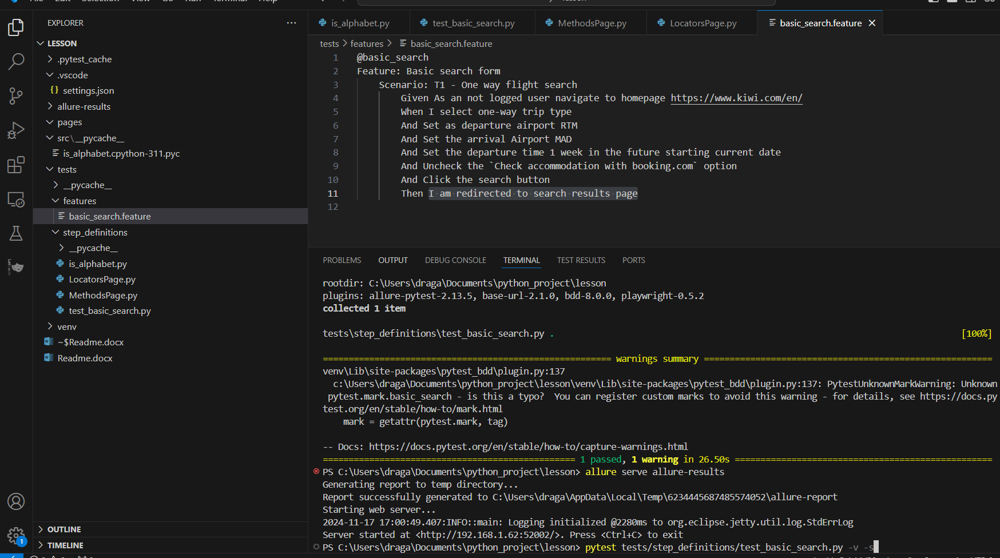 EXPLORER
LESSON
.pytest_cache
.vscode
{} settings.json
allure-results
pages
src\__pycache__
is_alphabet.cpython-311.pyc
tests
__pycache__
features
basic_search.feature
step_definitions
__pycache__
is_alphabet.py
LocatorsPage.py
MethodsPage.py
test_basic_search.py
venv
~$Readme.docx
Readme.docx
OUTLINE
TIMELINE
1
is_alphabet.py test_basic_search.py MethodsPage.py LocatorsPage.py basic_search.feature
tests > features > basic_search.feature
1 @basic_search
2 Feature: Basic search form
3 Scenario: T1 - One way flight search
4 Given As an not logged user navigate to homepage https://www.kiwi.com/en/
5 When I select one-way trip type
6 And Set as departure airport RTM
7 And Set the arrival Airport MAD
8 And Set the departure time 1 week in the future starting current date
9 And Uncheck the `Check accommodation with booking.com` option
10 And Click the search button
11 Then I am redirected to search results page
12
PROBLEMS OUTPUT DEBUG CONSOLE TERMINAL TEST RESULTS PORTS
rootdir: C:\Users\draga\Documents\python_project\lesson
plugins: allure-pytest-2.13.5, base-url-2.1.0, bdd-8.0.0, playwright-0.5.2
collected 1 item
tests\step_definitions\test_basic_search.py . [100%]
======================================================== warnings summary ========================================================
venv\Lib\site-packages\pytest_bdd\plugin.py:137
c:\Users\draga\Documents\python_project\lesson\venv\Lib\site-packages\pytest_bdd\plugin.py:137: PytestUnknownMarkWarning: Unknown
pytest.mark.basic_search - is this a typo?  You can register custom marks to avoid this warning - for details, see https://docs.py
test.org/en/stable/how-to/mark.html
mark = getattr(pytest.mark, tag)
-- Docs: https://docs.pytest.org/en/stable/how-to/capture-warnings.html
================================================= 1 passed, 1 warning in 26.50s ==================================================
PS C:\Users\draga\Documents\python_project\lesson> allure serve allure-results
Generating report to temp directory...
Report successfully generated to C:\Users\draga\AppData\Local\Temp\6234445687485574052\allure-report
Starting web server...
2024-11-17 17:00:49.407:INFO::main: Logging initialized @2280ms to org.eclipse.jetty.util.log.StdErrLog
Server started at <http://192.168.1.62:52002/>. Press <Ctrl+C> to exit
PS C:\Users\draga\Documents\python_project\lesson> pytest tests/step_definitions/test_basic_search.py -v -s